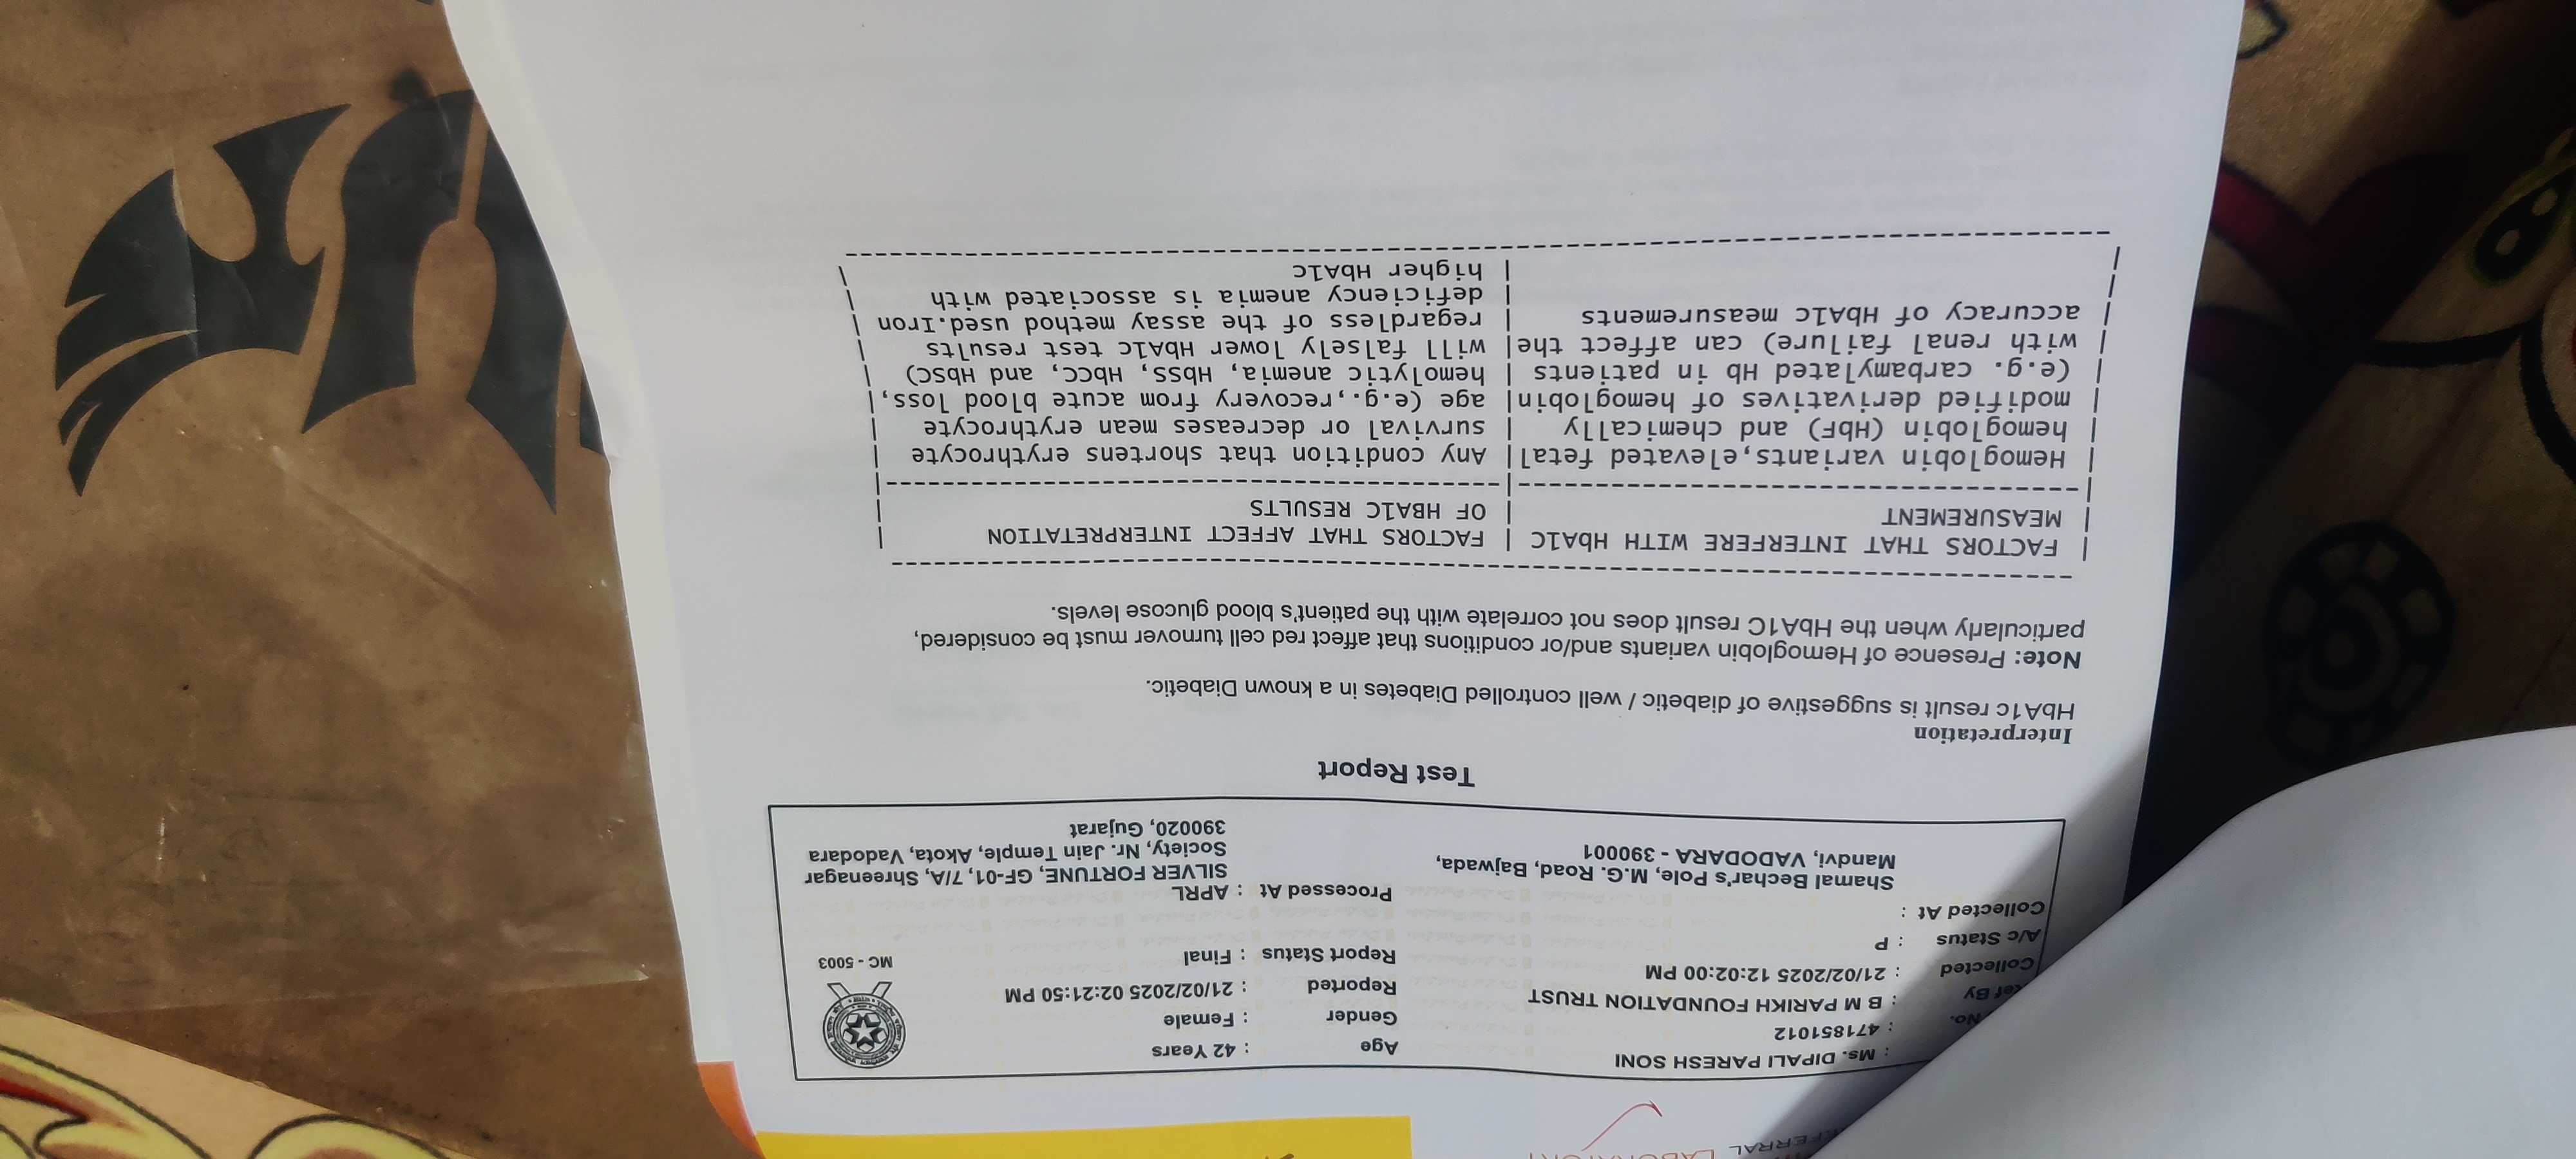 : Ms. DIPALI PARESH SONI
No. : 471851012
Ref By : B M PARIKH FOUNDATION TRUST
Collected : 21/02/2025 12:02:00 PM
A/c Status : P
Collected At :
Shamal Bechar's Pole, M.G. Road, Bajwada,
Mandvi, VADODARA - 390001
Age : 42 Years
Gender : Female
Reported : 21/02/2025 02:21:50 PM
Report Status : Final
Processed At : APRL
SILVER FORTUNE, GF-01, 7/A, Shreenagar
Society, Nr. Jain Temple, Akota, Vadodara
390020, Gujarat
MC - 5003
Test Report
Interpretation
HbA1c result is suggestive of diabetic / well controlled Diabetes in a known Diabetic.
Note: Presence of Hemoglobin variants and/or conditions that affect red cell turnover must be considered,
particularly when the HbA1C result does not correlate with the patient's blood glucose levels.
FACTORS THAT INTERFERE WITH HbA1C
MEASUREMENT
FACTORS THAT AFFECT INTERPRETATION
OF HBA1C RESULTS
Hemoglobin variants,elevated fetal
hemoglobin (HbF) and chemically
modified derivatives of hemoglobin
(e.g. carbamylated Hb in patients
with renal failure) can affect the
accuracy of HbA1c measurements
Any condition that shortens erythrocyte
survival or decreases mean erythrocyte
age (e.g.,recovery from acute blood loss,
hemolytic anemia, HbSS, HbCC, and HbSC)
will falsely lower HbA1c test results
regardless of the assay method used.Iron
deficiency anemia is associated with
higher HbA1c